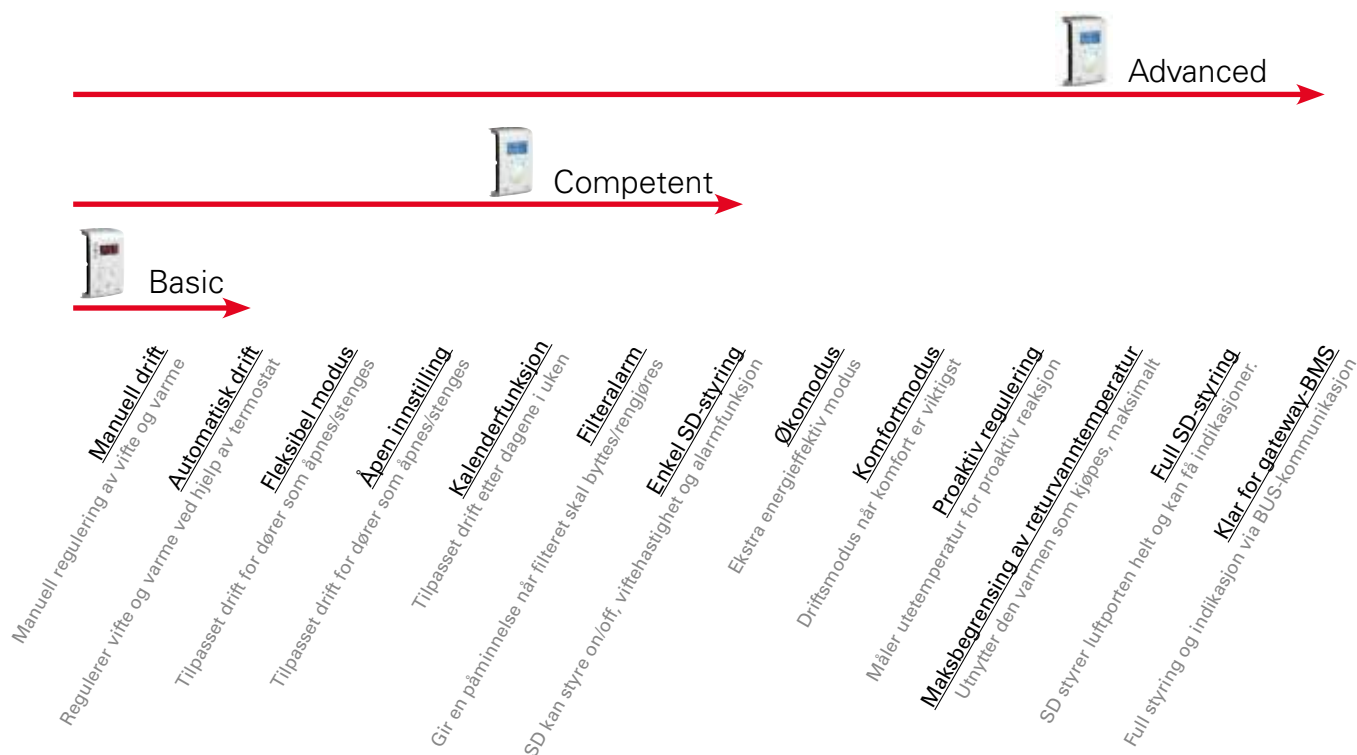 Advanced
Competent
Basic
Manuell drift
Manuell regulering av vifte og varme
Automatisk drift
Regulerer vifte og varme ved hjelp av termostat
Fleksibel modus
Tilpasset drift for dører som åpnes/stenges
Åpen innstilling
Tilpasset drift for dører som åpnes/stenges
Kalenderfunksjon
Tilpasset drift etter dagene i uken
Filteralarm
Gir en påminnelse når filteret skal byttes/rengjøres
Enkel SD-styring
SD kan styre on/off, viftehastighet og alarmfunksjon
Økomodus
Ekstra energieffektiv modus
Komfortmodus
Driftsmodus når komfort er viktigst
Proaktiv regulering
Måler utetemperatur for proaktiv reaksjon
Maksbegrensing av returvanntemperatur
Utnytter den varmen som kjøpes, maksimalt
Full SD-styring
SD styrer luftporten helt og kan få indikasjoner.
Klar for gateway-BMS
Full styring og indikasjon via BUS-kommunikasjon